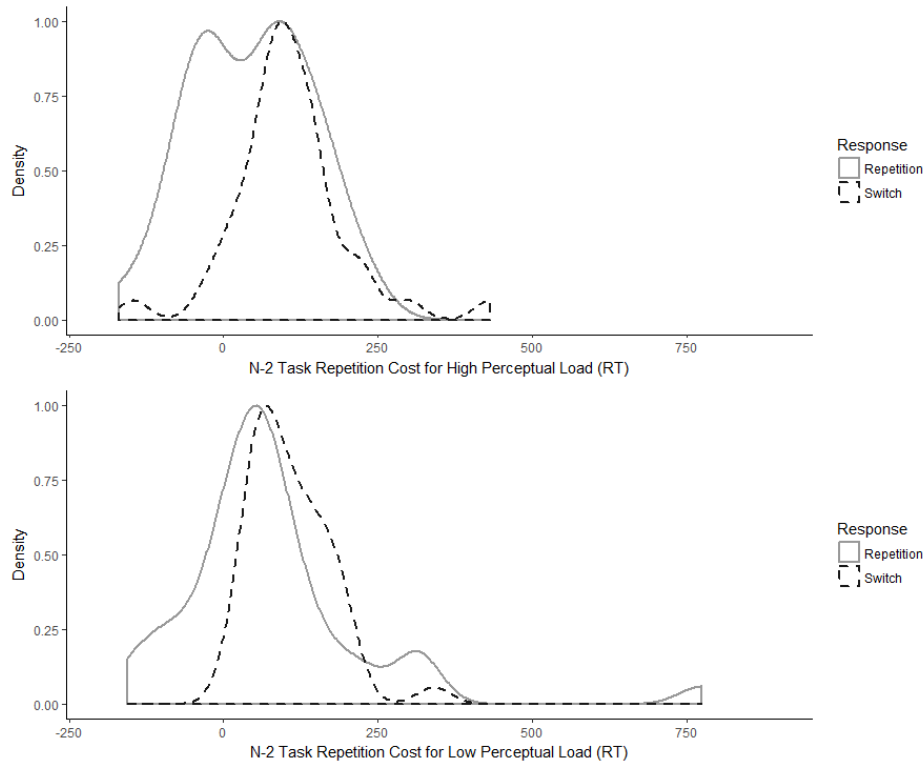 1.00
0.75
0.50
0.25
0.00
Density
-250 0 250 500 750
N-2 Task Repetition Cost for High Perceptual Load (RT)
Response
Repetition
Switch
1.00
0.75
0.50
0.25
0.00
Density
-250 0 250 500 750
N-2 Task Repetition Cost for Low Perceptual Load (RT)
Response
Repetition
Switch